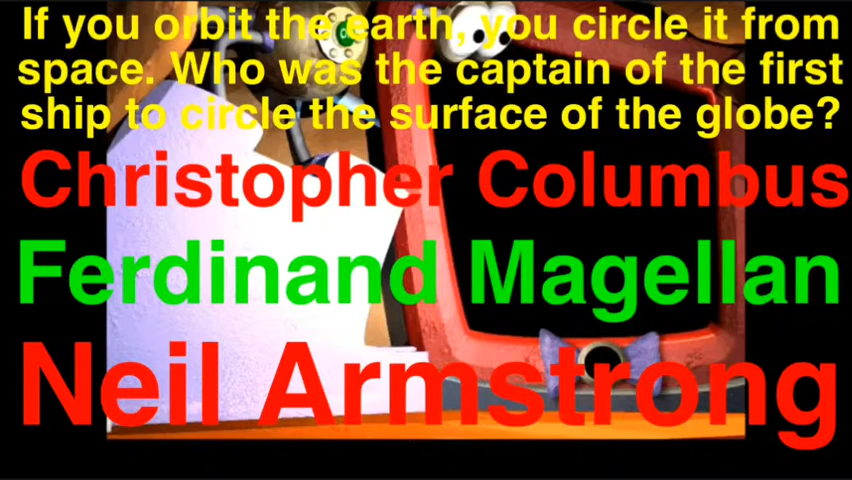 If you orbit the earth, you circle it from
space. Who was the captain of the first
ship to circle the surface of the globe?
Christopher Columbus
Ferdinand Magellan
Neil Armstrong